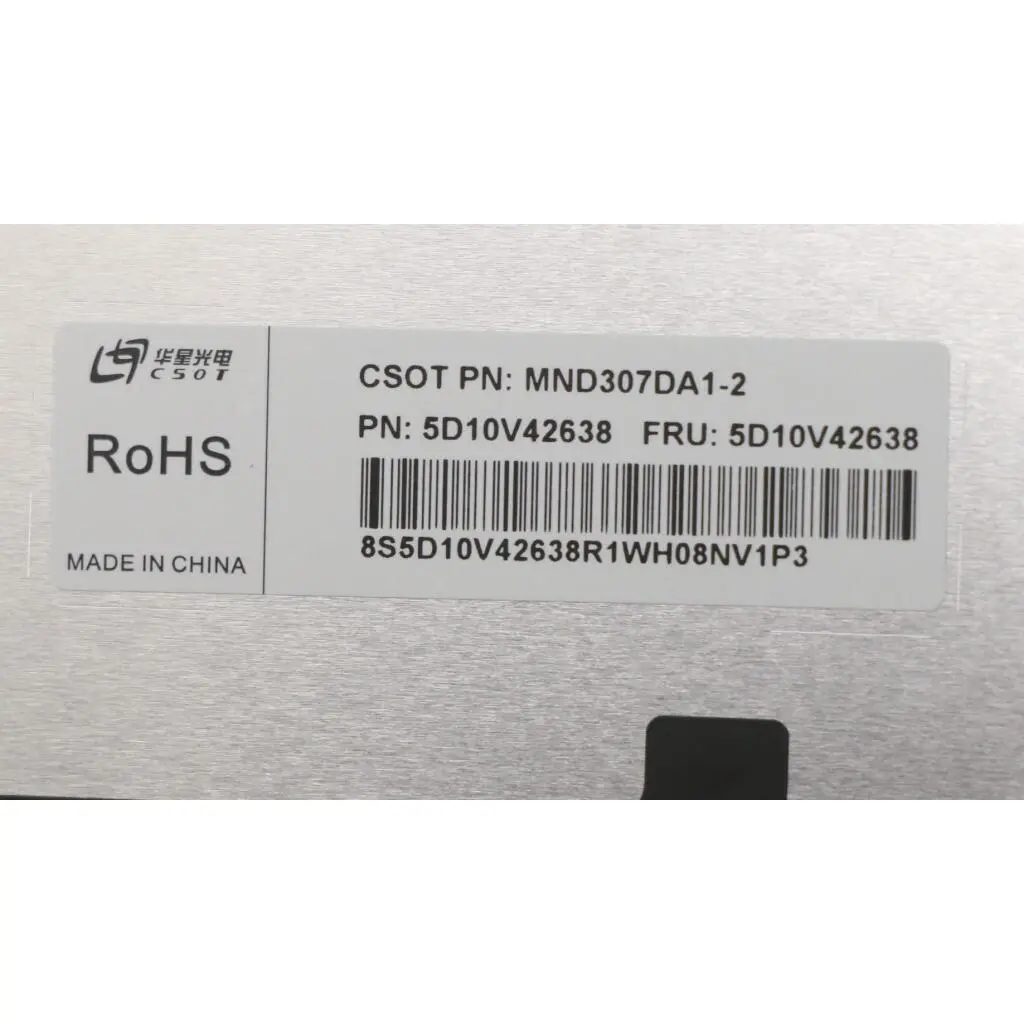 华星光电
CSOT
RoHS
MADE IN CHINA
CSOT PN: MND307DA1-2
PN: 5D10V42638 FRU: 5D10V42638
8S5D10V42638R1WH08NV1P3